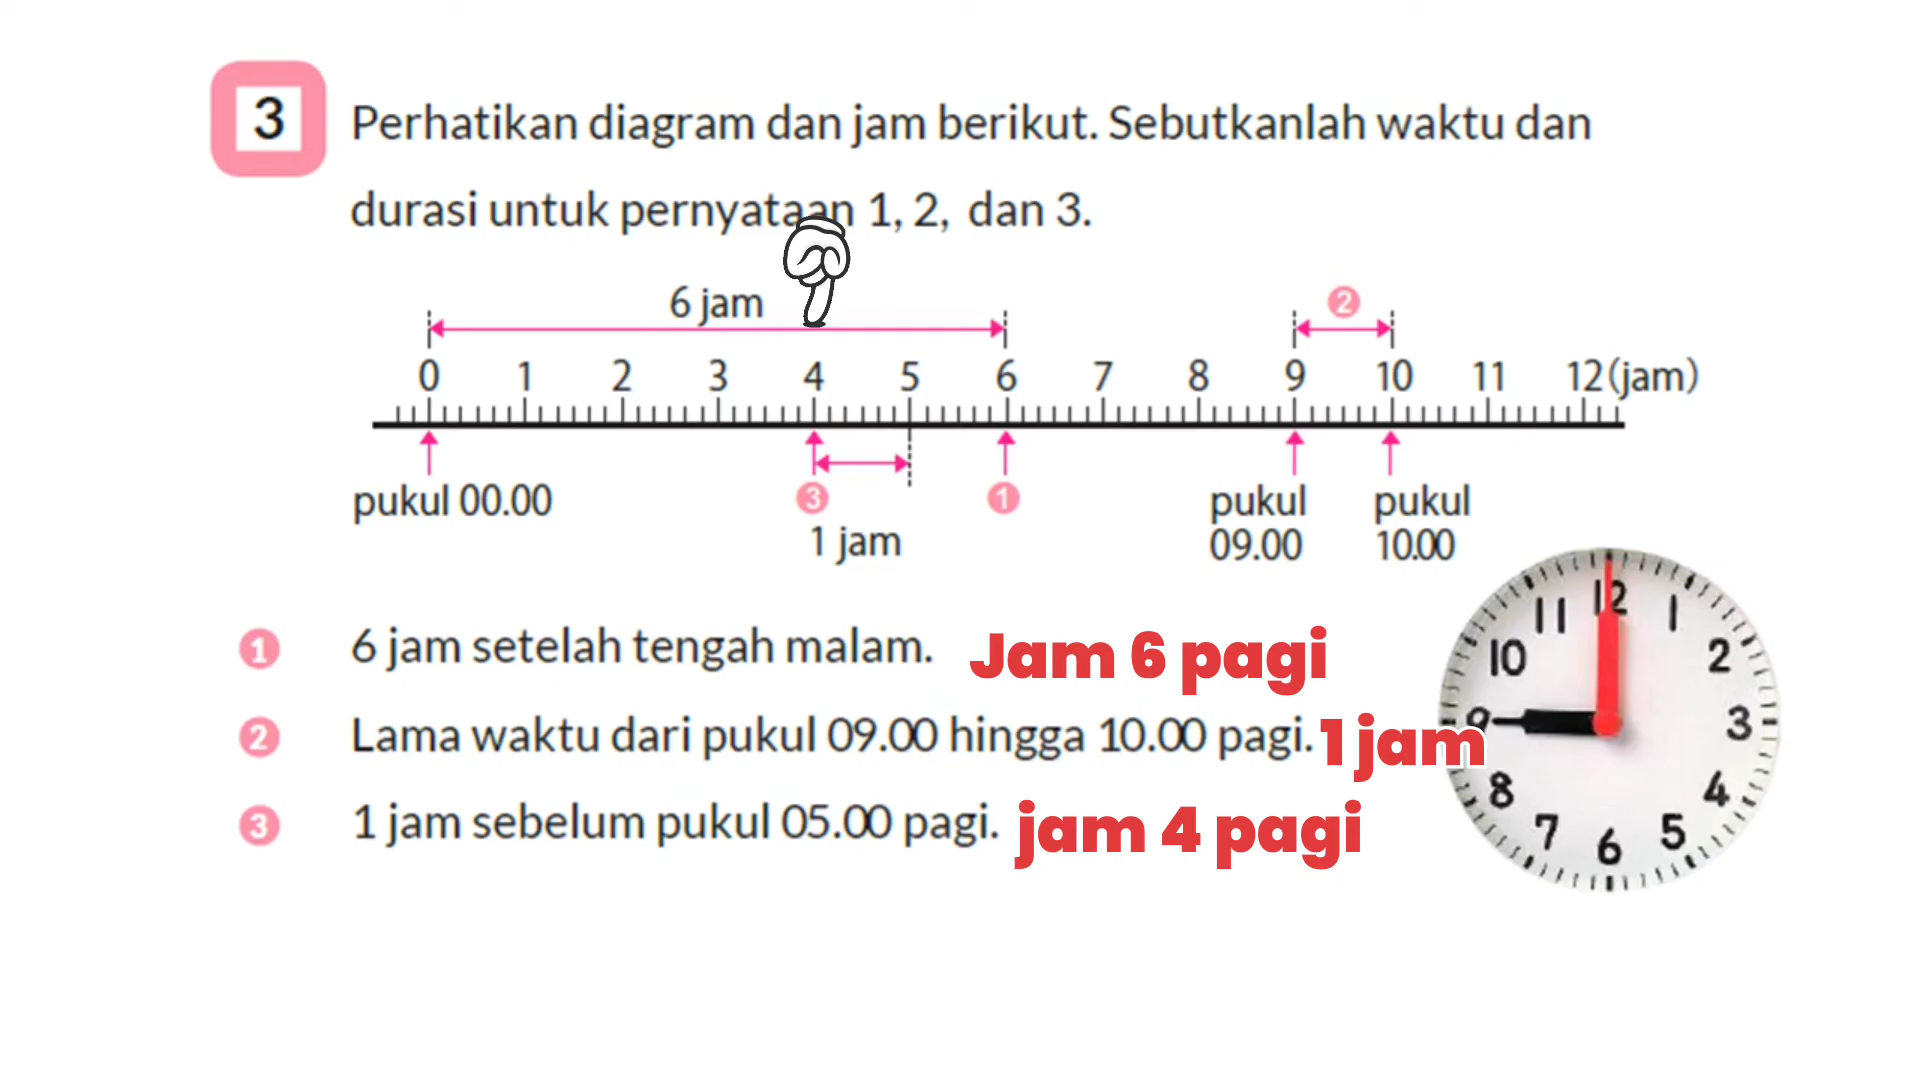 3 Perhatikan diagram dan jam berikut. Sebutkanlah waktu dan
durasi untuk pernyataan 1, 2, dan 3.
6 jam 2
0 1 2 3 4 5 6 7 8 9 10 11 12 (jam)
pukul 00.00 3 1 pukul pukul
1 jam 09.00 10.00
1 6 jam setelah tengah malam. Jam 6 pagi
2 Lama waktu dari pukul 09.00 hingga 10.00 pagi. 1 jam
3 1 jam sebelum pukul 05.00 pagi. jam 4 pagi
12 1 2 3 4 5 6 7 8 9 10 11